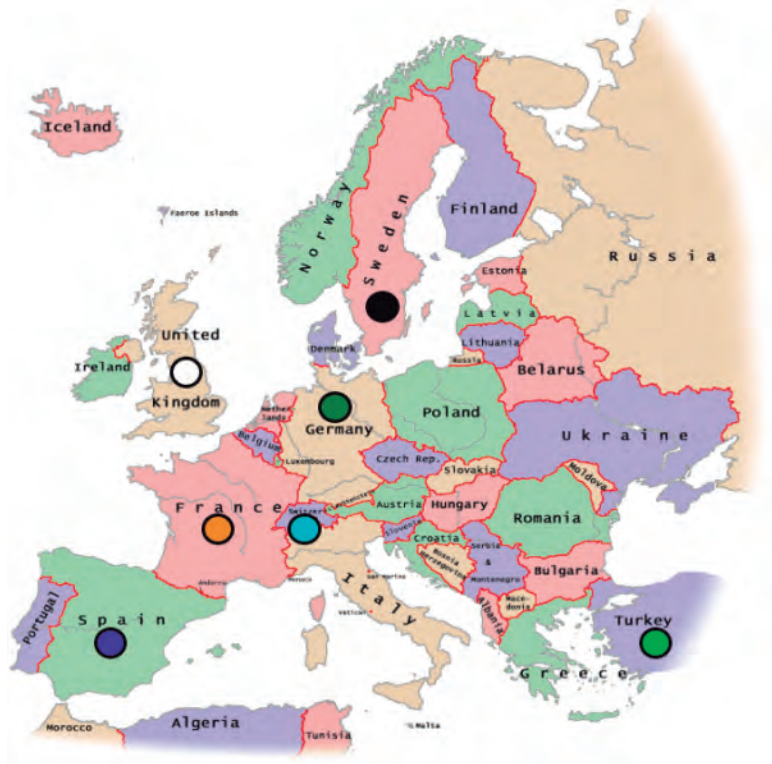 Iceland
Faeroe Islands
Norway
Sweden
Finland
Russia
Estonia
Latvia
Lithuania
Russia
United
Kingdom
Ireland
Denmark
Belarus
Nether
lands
Germany
Poland
Belgium
Luxembourg
Czech Rep.
Ukraine
Slovakia
Moldova
France
Liechtenstein
Austria
Hungary
Romania
Slovenia
Croatia
Bosnia
Herzegovina
Serbia
&
Montenegro
Bulgaria
Andorra
Monaco
San Marino
Italy
Vatican
Albania
Mace-
donia
Portugal
Spain
Turkey
Greece
Morocco
Algeria
Tunisia
Malta